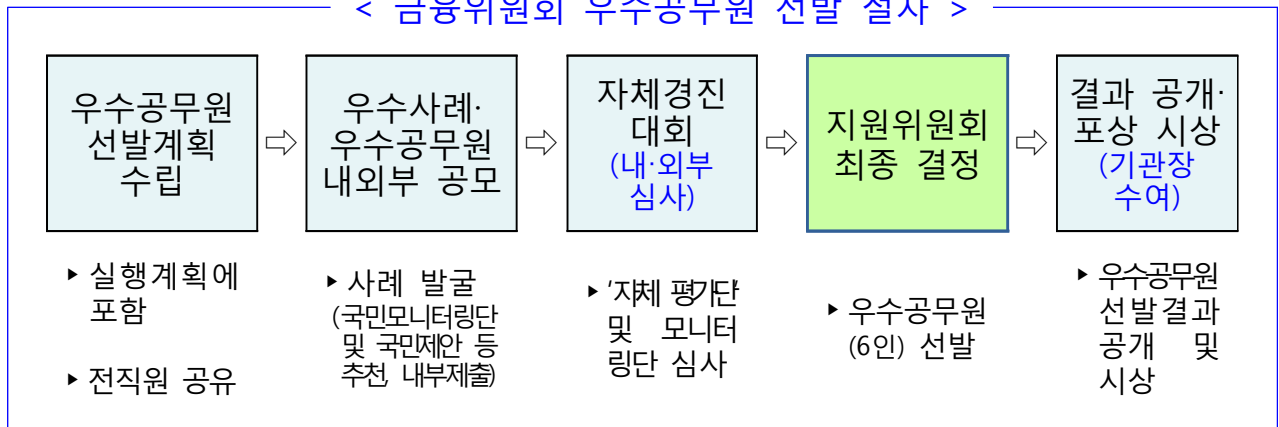 < 금융위원회 우수공무원 선발 절차 >
우수공무원
선발계획
수립
⇨
우수사례·
우수공무원
내외부 공모
⇨
자체경진
대회
(내·외부
심사)
⇨
지원위원회
최종 결정
⇨
결과 공개·
포상 시상
(기관장
수여)
▸ 실행계획에
포함
▸ 전직원 공유
▸ 사례 발굴
(국민모니터링단
및 국민제안 등
추천, 내부제출)
▸ '자체 평가단'
및 모니터
링단 심사
▸ 우수공무원
(6인) 선발
▸ 우수공무원
선발결과
공개 및
시상